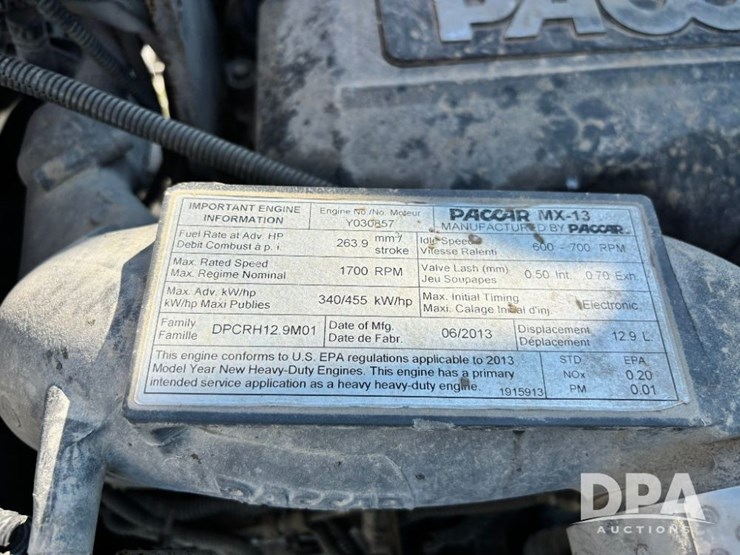 PACCAR
IMPORTANT ENGINE INFORMATION
Engine No./No. Moteur
Y030857
PACCAR MX-13
MANUFACTURED BY PACCAR
Fuel Rate at Adv. HP
Debit Combust à p.
263.9 mm³/stroke
Idle Speed
Vitesse Ralenti
600 - 700 RPM
Max. Rated Speed
Max. Regime Nominal
1700 RPM
Valve Lash (mm)
Jeu Soupapes
0.50 Int. 0.70 Exh.
Max. Adv. kW/hp
kW/hp Maxi Publies
340/455 kW/hp
Max. Initial Timing
Maxi. Calage Initial d'inj.
Electronic
Family
Famille
DPCRH12.9M01
Date of Mfg.
Date de Fabr.
06/2013
Displacement
Déplacement
12.9 L
This engine conforms to U.S. EPA regulations applicable to 2013
Model Year New Heavy-Duty Engines. This engine has a primary
intended service application as a heavy heavy-duty engine.
1915913
STD EPA
NOx 0.20
PM 0.01
PACCAR
DPA
AUCTIONS